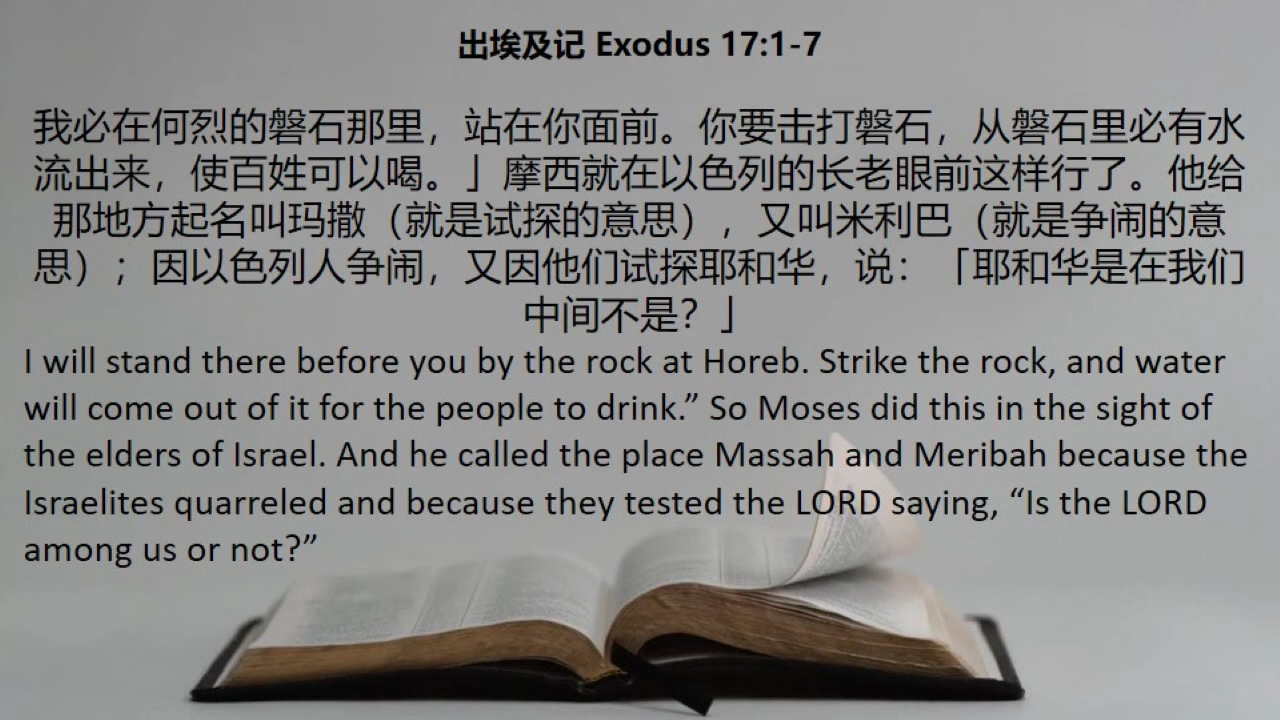 出埃及记 Exodus 17:1-7
我必在何烈的磐石那里，站在你面前。你要击打磐石，从磐石里必有水
流出来，使百姓可以喝。」摩西就在以色列的长老眼前这样行了。他给
那地方起名叫玛撒（就是试探的意思），又叫米利巴（就是争闹的意
思）；因以色列人争闹，又因他们试探耶和华，说：「耶和华是在我们
中间不是？」
I will stand there before you by the rock at Horeb. Strike the rock, and water
will come out of it for the people to drink.” So Moses did this in the sight of
the elders of Israel. And he called the place Massah and Meribah because the
Israelites quarreled and because they tested the LORD saying, “Is the LORD
among us or not?”